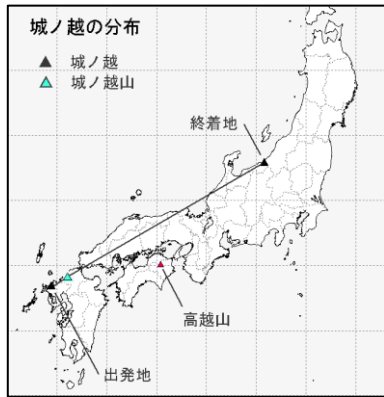 城ノ越の分布
▲ 城ノ越
▲ 城ノ越山
終着地
高越山
出発地